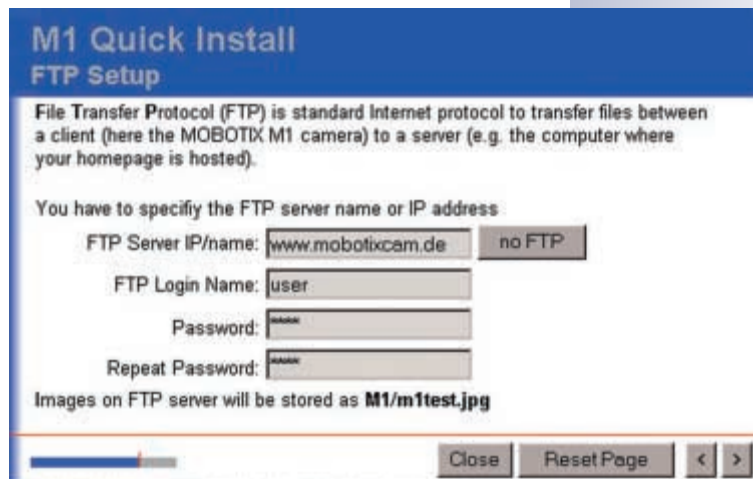 M1 Quick Install
FTP Setup
File Transfer Protocol (FTP) is standard Internet protocol to transfer files between
a client (here the MOBOTIX M1 camera) to a server (e.g. the computer where
your homepage is hosted).
You have to specifiy the FTP server name or IP address
FTP Server IP/name: www.mobotixcam.de no FTP
FTP Login Name: user
Password: ****
Repeat Password: ****
Images on FTP server will be stored as M1/m1test.jpg
Close Reset Page < >